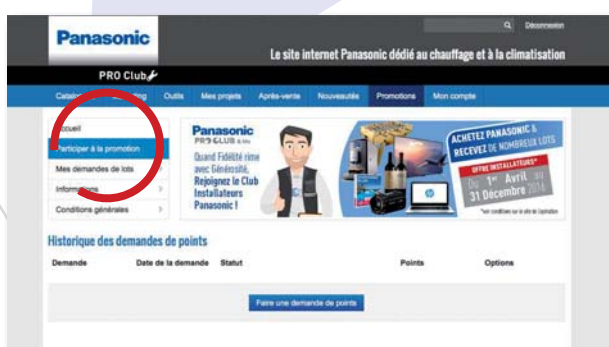 Déconnexion
Panasonic
Le site internet Panasonic dédié au chauffage et à la climatisation
PRO Club
Outils Mes projets Après-vente Nouveautés Promotions Mon compte
Accueil
Participer à la promotion
Mes demandes de lots
Informations
Conditions générales
Panasonic
PRO CLUB
Quand Fidélité rime
avec Générosité,
Rejoignez le Club
Installateurs
Panasonic !
ACHETEZ PANASONIC &
RECEVEZ DE NOMBREUX LOTS
OFFRE INSTALLATEURS*
Du 1er Avril au
31 Décembre 2016
Historique des demandes de points
Demande Date de la demande Statut Points Options
Faire une demande de points